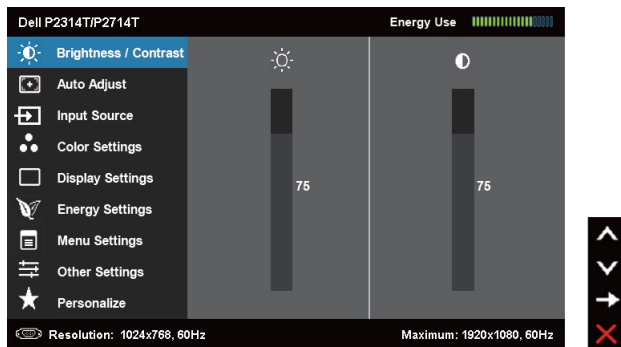 Dell P2314T/P2714T
Energy Use
Brightness / Contrast
Auto Adjust
Input Source
Color Settings
Display Settings
Energy Settings
Menu Settings
Other Settings
Personalize
75
75
Resolution: 1024x768, 60Hz
Maximum: 1920x1080, 60Hz